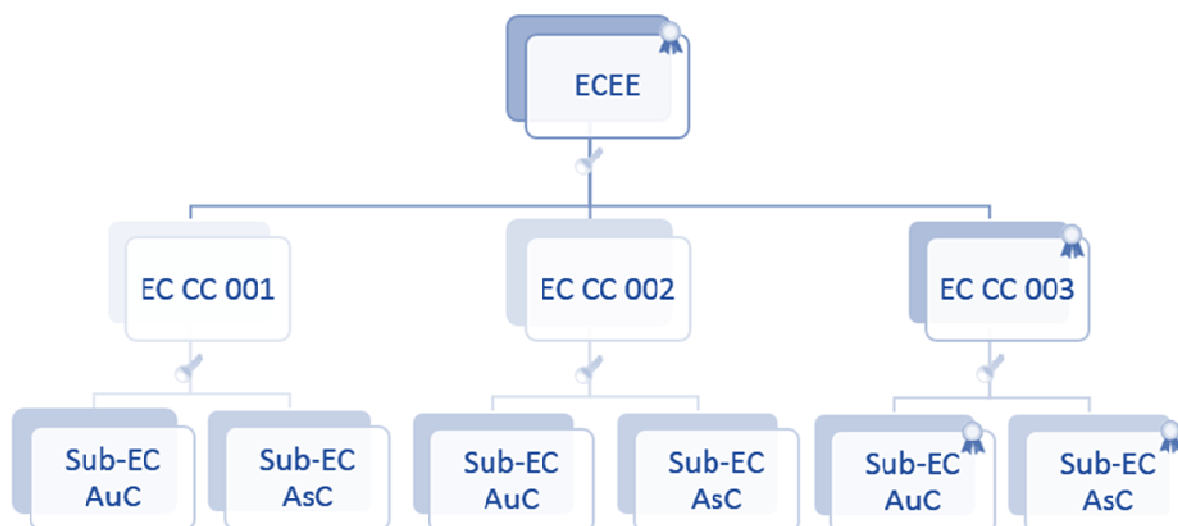 ECEE
EC CC 001
EC CC 002
EC CC 003
Sub-EC
AuC
Sub-EC
AsC
Sub-EC
AuC
Sub-EC
AsC
Sub-EC
AuC
Sub-EC
AsC